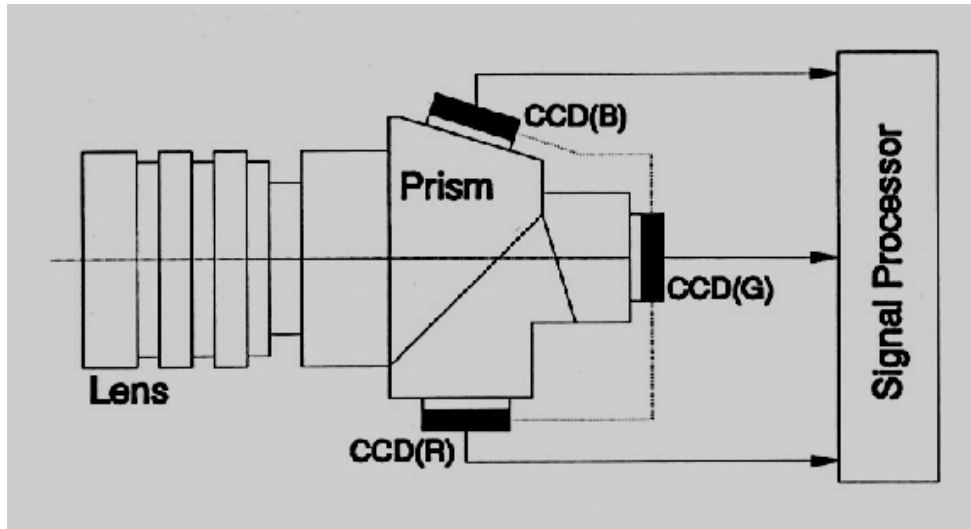 CCD(B)
Prism
CCD(G)
Lens
CCD(R)
Signal Processor